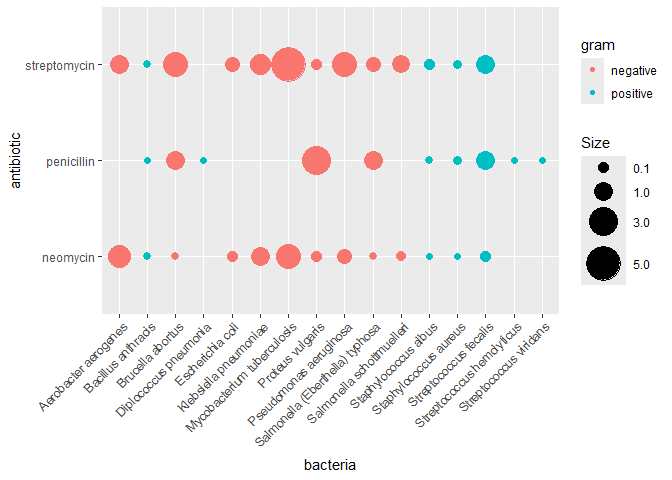 gram
negative
positive
Size
0.1
1.0
3.0
5.0
antibiotic
streptomycin
penicillin
neomycin
Aerobacter aerogenes
Bacillus anthracis
Brucella abortus
Diplococcus pneumonia
Escherichia coli
Klebsiella pneumoniae
Mycobacterium tuberculosis
Proteus vulgaris
Pseudomonas aeruginosa
Salmonella (Eberthella) typhosa
Salmonella schottmuelleri
Staphylococcus albus
Staphylococcus aureus
Streptococcus fecalis
Streptococcus hemolyticus
Streptococcus viridans
bacteria